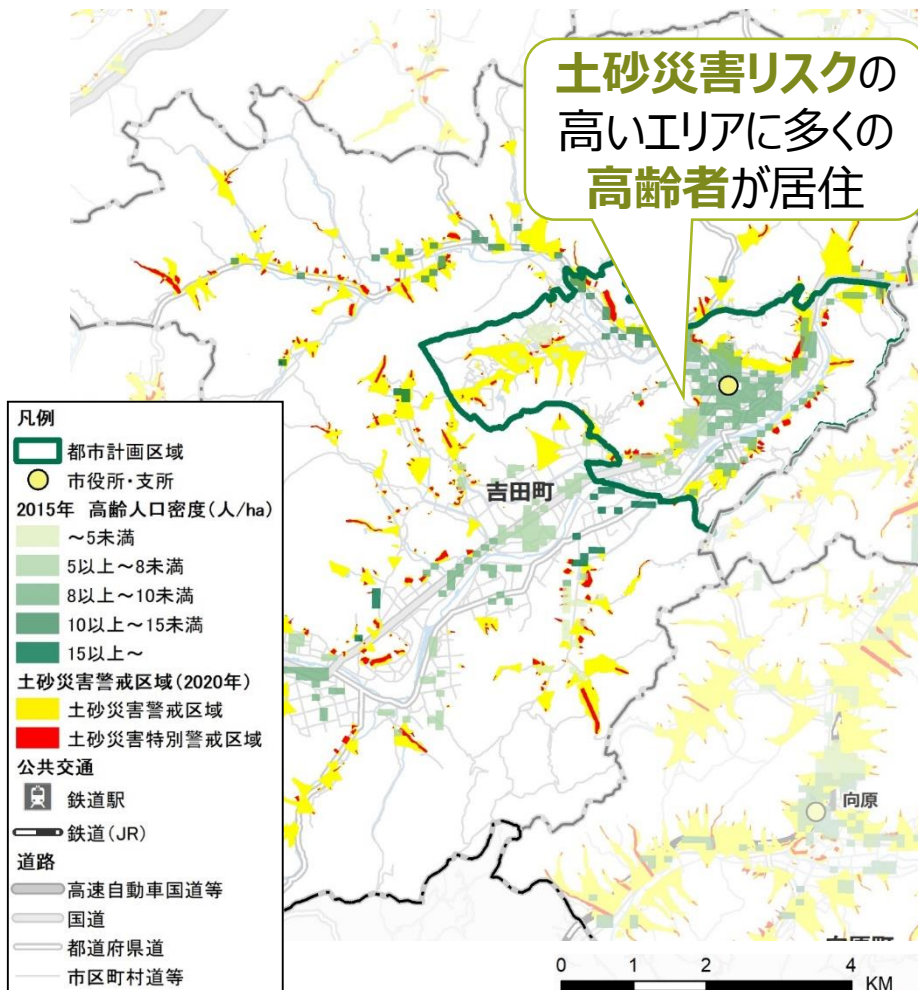 土砂災害リスクの
高いエリアに多くの
高齢者が居住
吉田町
向原
凡例
都市計画区域
市役所・支所
2015年 高齢人口密度(人/ha)
～5未満
5以上～8未満
8以上～10未満
10以上～15未満
15以上～
土砂災害警戒区域(2020年)
土砂災害警戒区域
土砂災害特別警戒区域
公共交通
鉄道駅
鉄道(JR)
道路
高速自動車国道等
国道
都道府県道
市区町村道等
0 1 2 4
KM